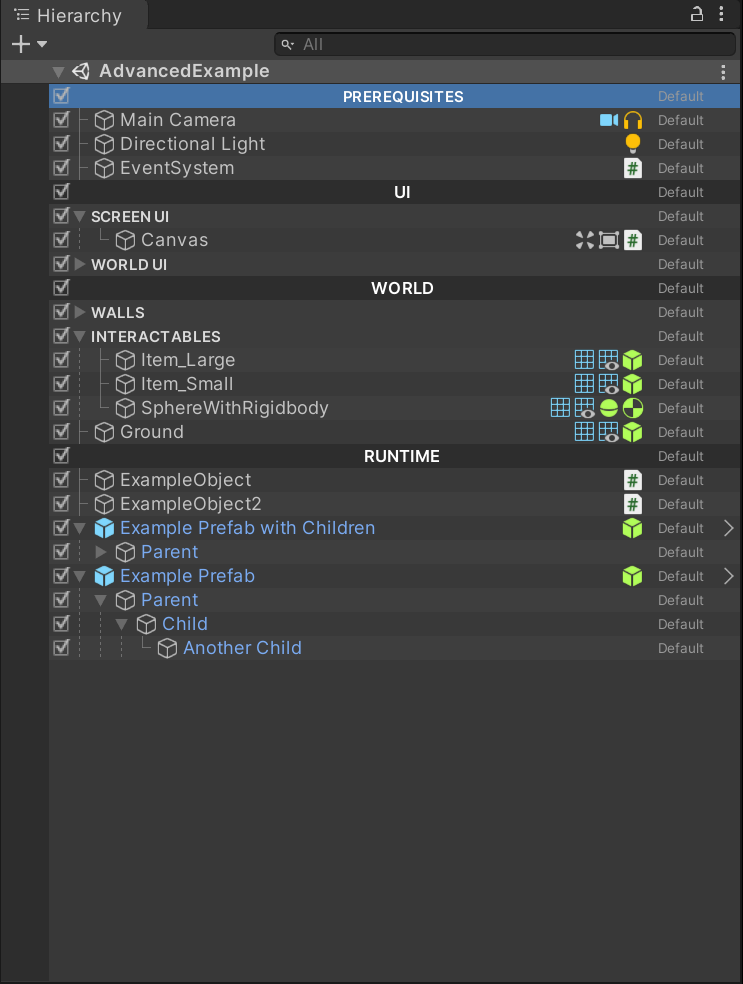 Hierarchy
All
AdvancedExample
PREREQUISITES Default
Main Camera Default
Directional Light Default
EventSystem # Default
UI Default
SCREEN UI Default
Canvas # Default
WORLD UI Default
WORLD Default
WALLS Default
INTERACTABLES Default
Item_Large Default
Item_Small Default
SphereWithRigidbody Default
Ground Default
RUNTIME Default
ExampleObject # Default
ExampleObject2 # Default
Example Prefab with Children Default
Parent Default
Example Prefab Default
Parent Default
Child Default
Another Child Default